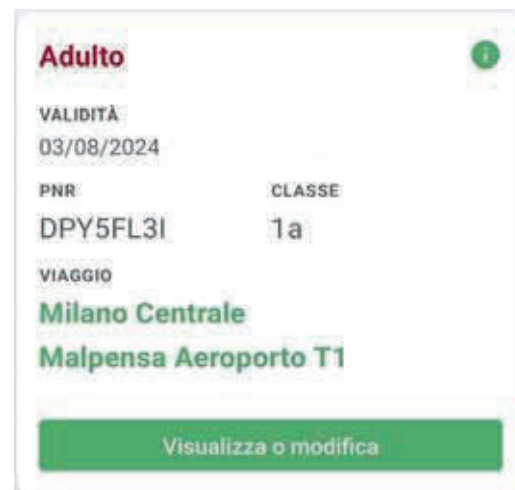 Adulto
VALIDITÀ
03/08/2024
PNR CLASSE
DPY5FL3I 1a
VIAGGIO
Milano Centrale
Malpensa Aeroporto T1
Visualizza o modifica